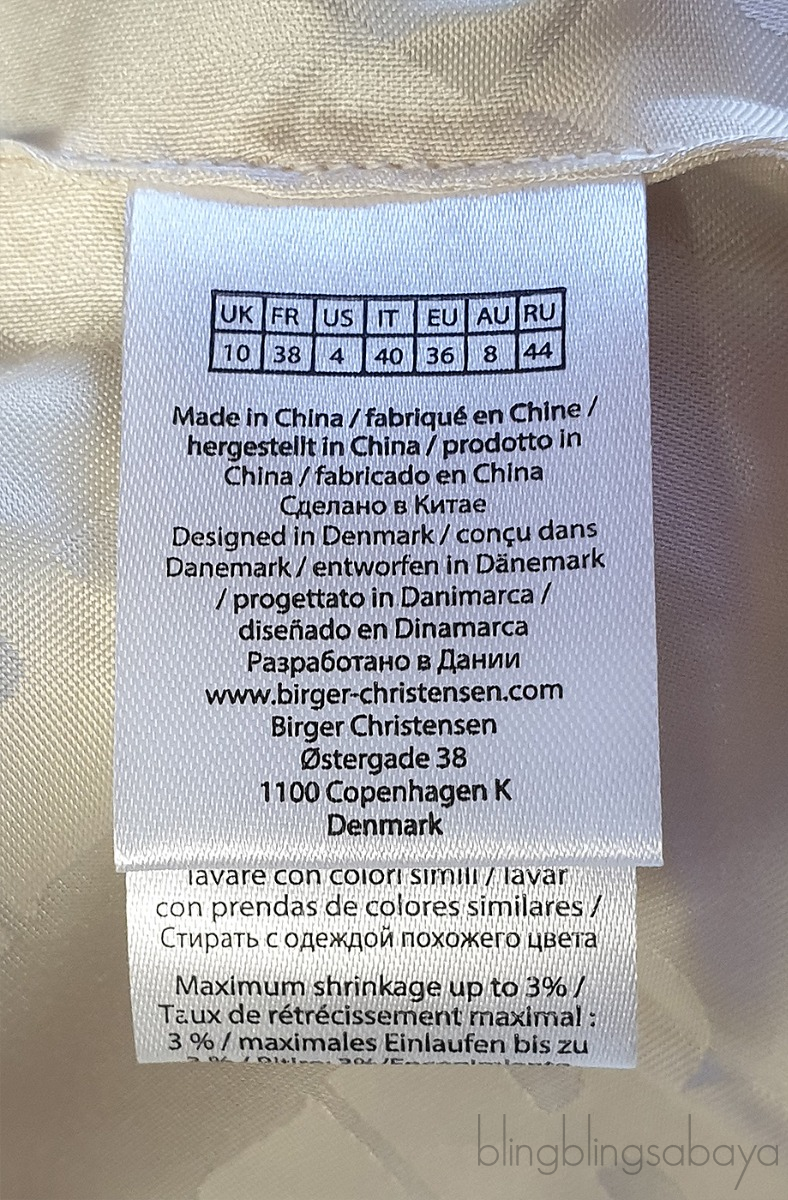 UK FR US IT EU AU RU
10 38 4 40 36 8 44
Made in China / fabriqué en Chine /
hergestellt in China / prodotto in
China / fabricado en China
Сделано в Китае
Designed in Denmark / conçu dans
Danemark / entworfen in Dänemark
/ progettato in Danimarca /
diseñado en Dinamarca
Разработано в Дании
www.birger-christensen.com
Birger Christensen
Østergade 38
1100 Copenhagen K
Denmark
lavare con colori simili / lavar
con prendas de colores similares /
Стирать с одеждой похожего цвета
Maximum shrinkage up to 3% /
Taux de rétrécissement maximal :
3 % / maximales Einlaufen bis zu
blingblingsabaya